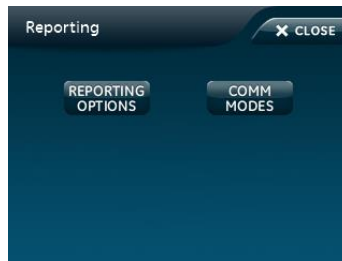 Reporting
X CLOSE
REPORTING
OPTIONS
COMM
MODES